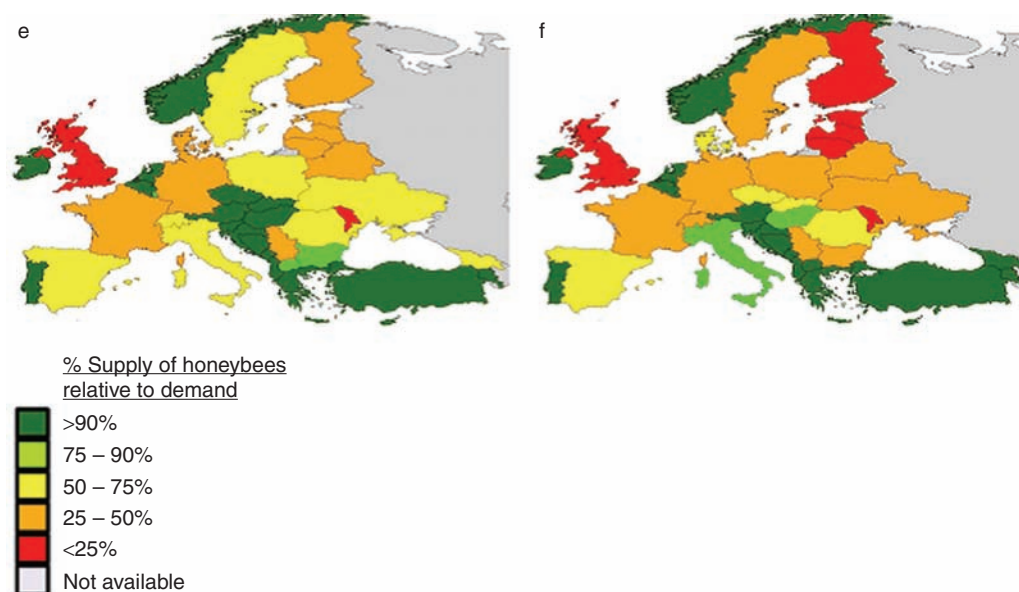 e
f
% Supply of honeybees
relative to demand
>90%
75 – 90%
50 – 75%
25 – 50%
<25%
Not available